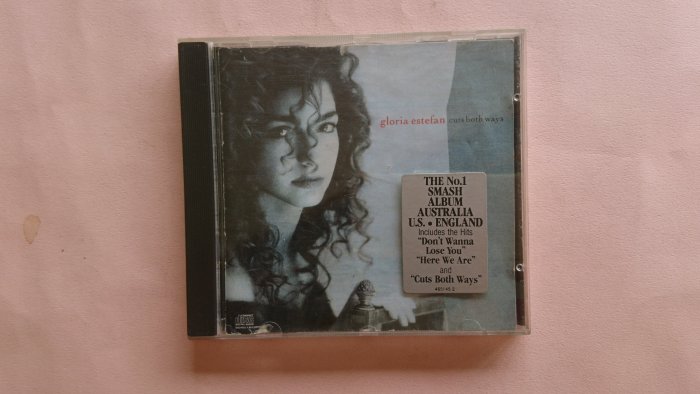 gloria estefan cuts both ways
THE No.1
SMASH
ALBUM
AUSTRALIA
U.S. • ENGLAND
Includes the Hits
"Don't Wanna
Lose You"
"Here We Are"
and
"Cuts Both Ways"